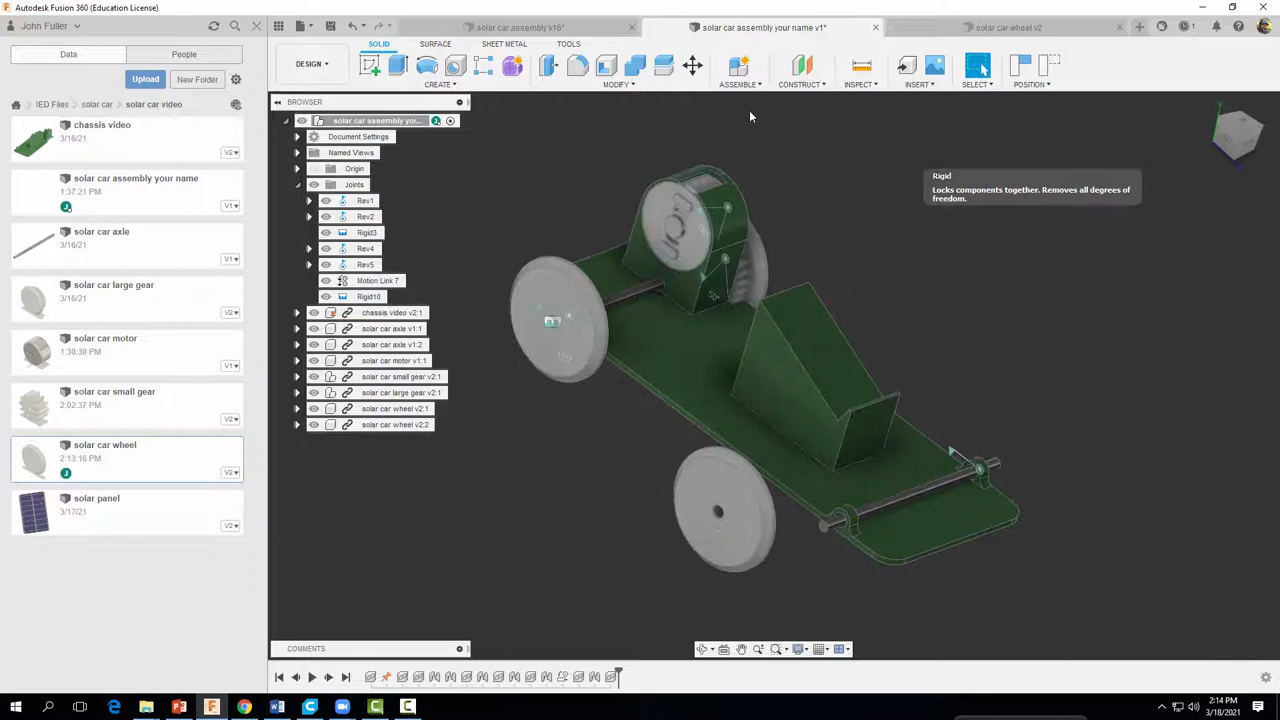 Autodesk Fusion 360 (Education License)
John Fuller
solar car assembly v16*
solar car assembly your name v1*
solar car wheel v2
1
Data
People
SOLID
SURFACE
SHEET METAL
TOOLS
DESIGN
Upload
New Folder
CREATE
MODIFY
ASSEMBLE
CONSTRUCT
INSPECT
INSERT
SELECT
POSITION
IED Files
solar car
solar car video
BROWSER
solar car assembly you...
Document Settings
Named Views
Origin
Joints
Rev1
Rev2
Rigid3
Rev4
Rev5
Motion Link 7
Rigid10
chassis video v2:1
solar car axle v1:1
solar car axle v1:2
solar car motor v1:1
solar car small gear v2:1
solar car large gear v2:1
solar car wheel v2:1
solar car wheel v2:2
chassis video
3/16/21
V2
solar car assembly your name
1:37:21 PM
V1
solar car axle
3/16/21
V1
solar car large gear
3/16/21
V2
solar car motor
1:30:39 PM
V1
solar car small gear
2:02:37 PM
V2
solar car wheel
2:13:16 PM
V2
solar panel
3/17/21
V2
Rigid
Locks components together. Removes all degrees of
freedom.
COMMENTS
2:14 PM
3/18/2021